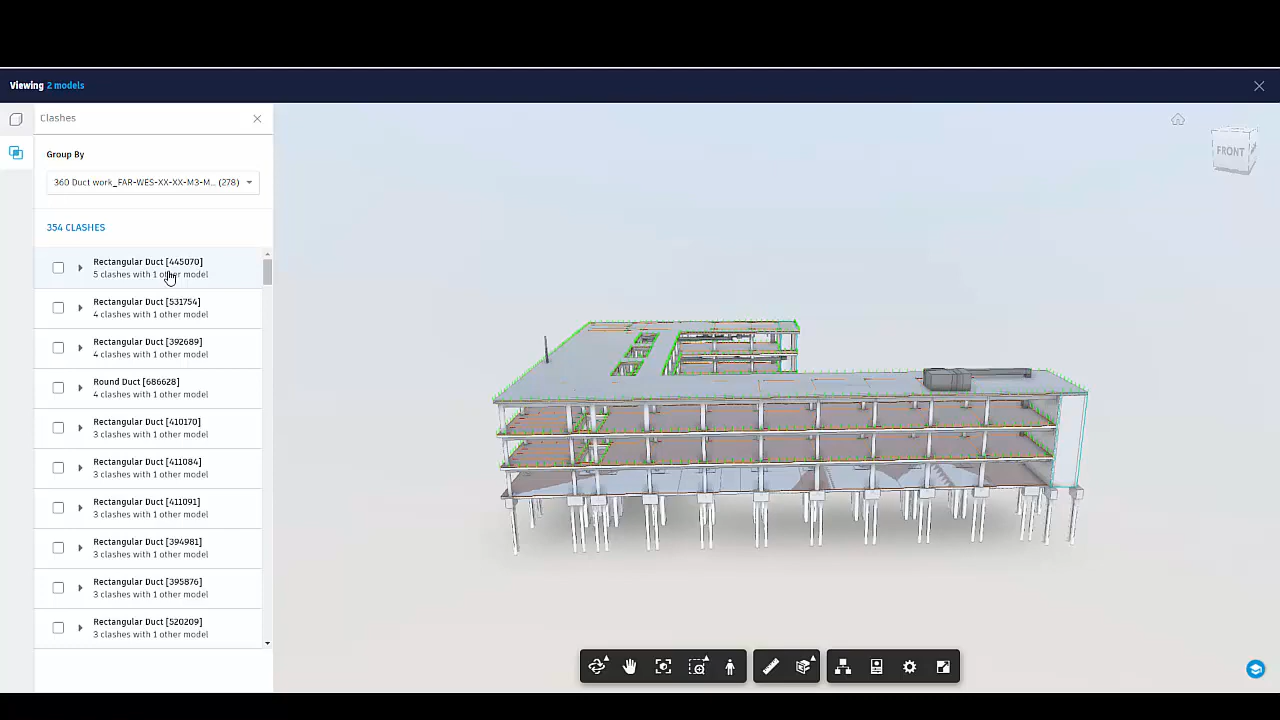 Viewing 2 models
Clashes
Group By
360 Duct work_FAR-WES-XX-XX-M3-M... (278)
354 CLASHES
Rectangular Duct [445070]
5 clashes with 1 other model
Rectangular Duct [531754]
4 clashes with 1 other model
Rectangular Duct [392689]
4 clashes with 1 other model
Round Duct [686628]
4 clashes with 1 other model
Rectangular Duct [410170]
3 clashes with 1 other model
Rectangular Duct [411084]
3 clashes with 1 other model
Rectangular Duct [411091]
3 clashes with 1 other model
Rectangular Duct [394981]
3 clashes with 1 other model
Rectangular Duct [395876]
3 clashes with 1 other model
Rectangular Duct [520209]
3 clashes with 1 other model
FRONT